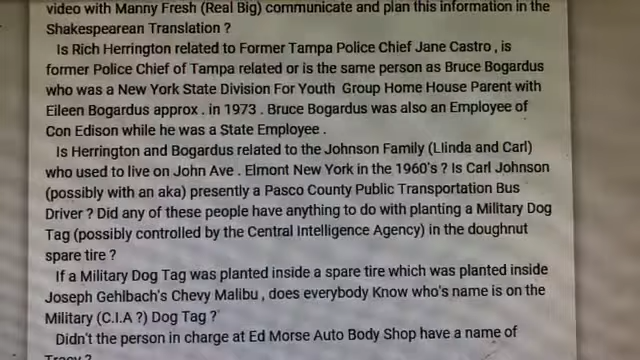 video with Manny Fresh (Real Big) communicate and plan this information in the
Shakespearean Translation ?
Is Rich Herrington related to Former Tampa Police Chief Jane Castro , is
former Police Chief of Tampa related or is the same person as Bruce Bogardus
who was a New York State Division For Youth Group Home House Parent with
Eileen Bogardus approx . in 1973 . Bruce Bogardus was also an Employee of
Con Edison while he was a State Employee .
Is Herrington and Bogardus related to the Johnson Family (Llinda and Carl)
who used to live on John Ave . Elmont New York in the 1960's ? Is Carl Johnson
(possibly with an aka) presently a Pasco County Public Transportation Bus
Driver ? Did any of these people have anything to do with planting a Military Dog
Tag (possibly controlled by the Central Intelligence Agency) in the doughnut
spare tire ?
If a Military Dog Tag was planted inside a spare tire which was planted inside
Joseph Gehlbach's Chevy Malibu , does everybody Know who's name is on the
Military (C.I.A ?) Dog Tag ?
Didn't the person in charge at Ed Morse Auto Body Shop have a name of
Tracy ?